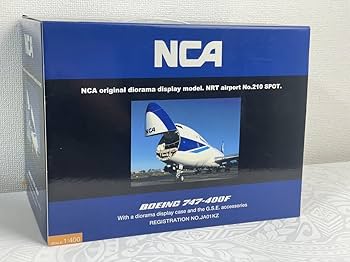 NCA
NCA original diorama display model. NRT airport No.210 SPOT.
NCA
BOEING 747-400F
With a diorama display case and the G.S.E. accessories
REGISTRATION NO.JA01KZ
1:400